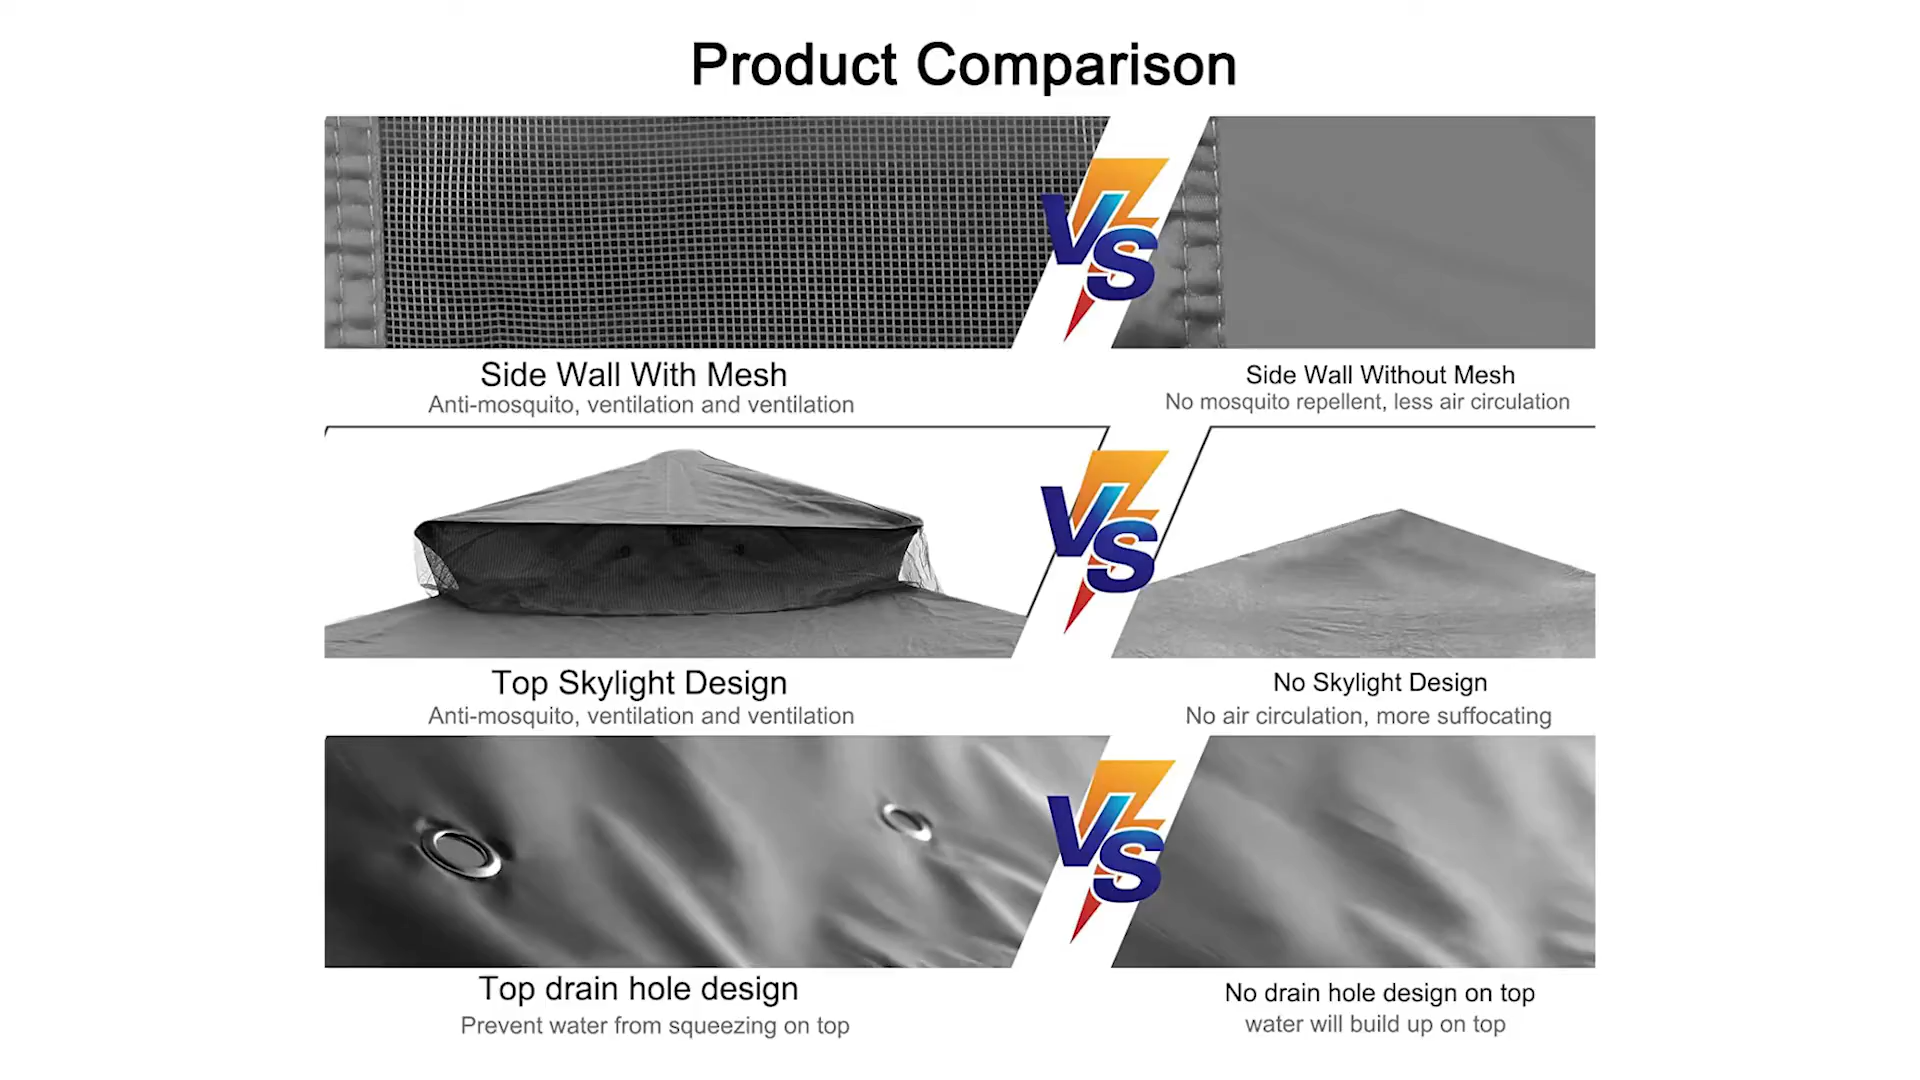 Product Comparison
VS
Side Wall With Mesh
Anti-mosquito, ventilation and ventilation
Side Wall Without Mesh
No mosquito repellent, less air circulation
VS
Top Skylight Design
Anti-mosquito, ventilation and ventilation
No Skylight Design
No air circulation, more suffocating
VS
Top drain hole design
Prevent water from squeezing on top
No drain hole design on top
water will build up on top